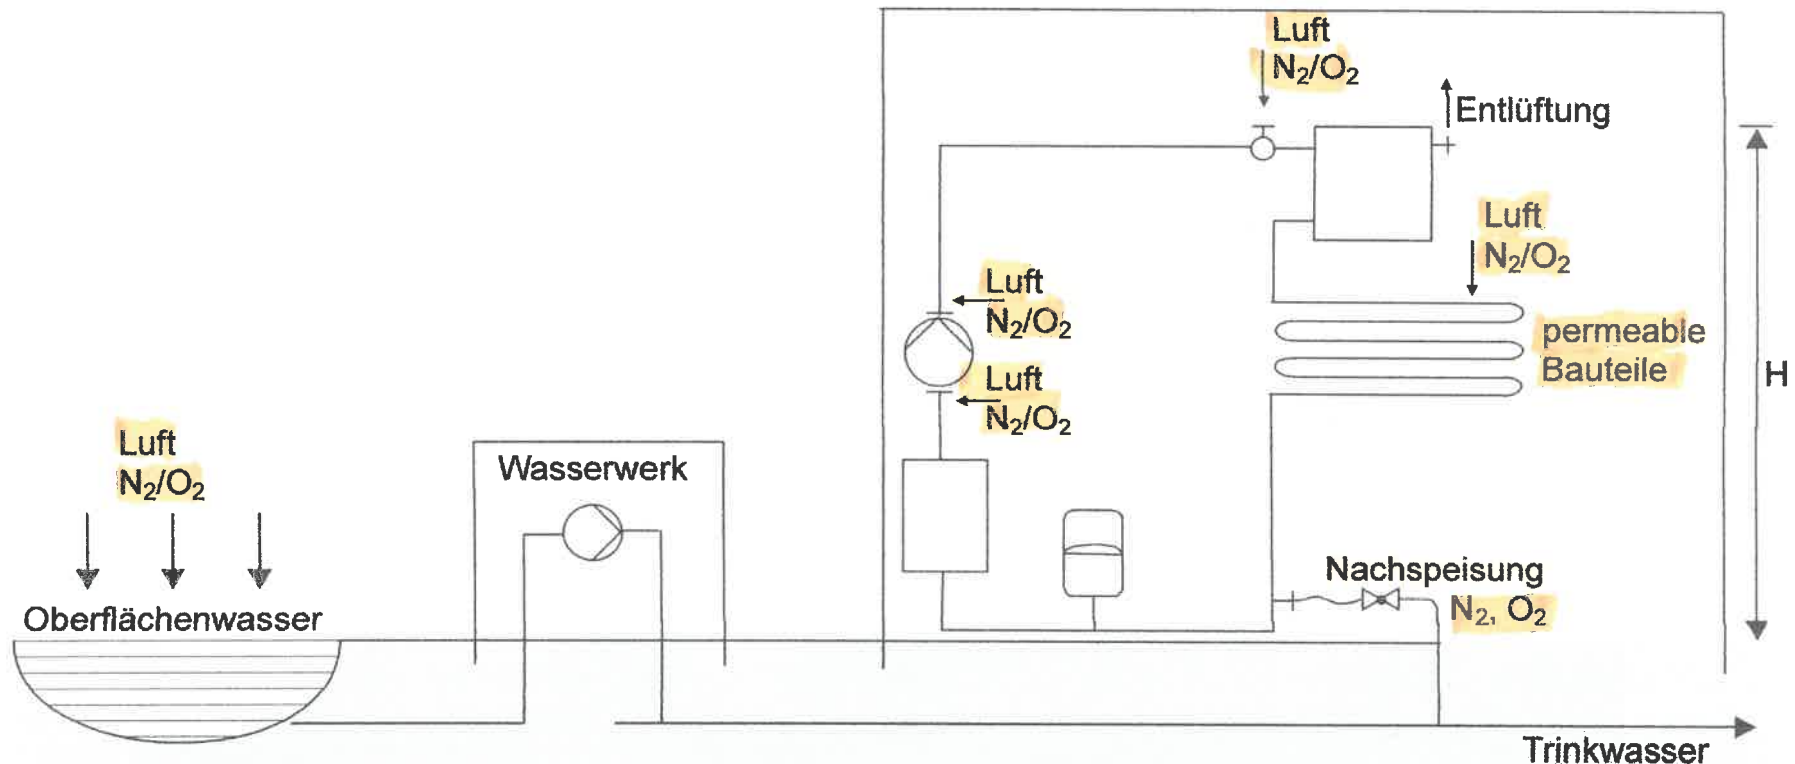 Luft
N₂/O₂
Entlüftung
Luft
N₂/O₂
Luft
N₂/O₂
permeable
Bauteile
H
Luft
N₂/O₂
Luft
N₂/O₂
Wasserwerk
Nachspeisung
N₂, O₂
Oberflächenwasser
Trinkwasser